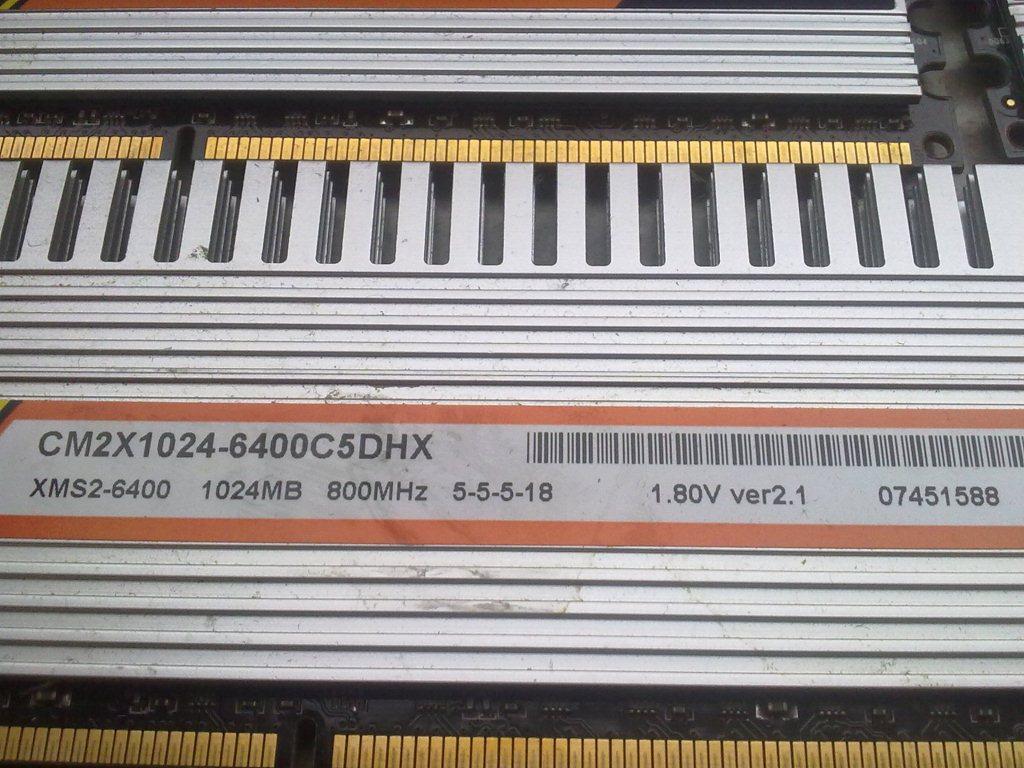 CM2X1024-6400C5DHX
XMS2-6400 1024MB 800MHz 5-5-5-18 1.80V ver2.1 07451588